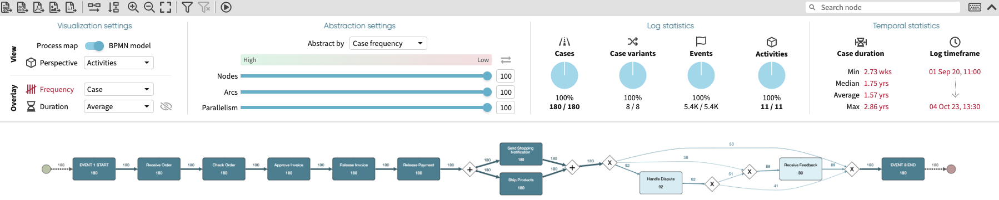 Search node
Visualization settings
View
Process map
BPMN model
Perspective
Activities
Overlay
Frequency
Case
Duration
Average
Abstraction settings
Abstract by
Case frequency
High
Low
Nodes
100
Arcs
100
Parallelism
100
Log statistics
Cases
100%
180 / 180
Case variants
100%
8 / 8
Events
100%
5.4K / 5.4K
Activities
100%
11 / 11
Temporal statistics
Case duration
Min 2.73 wks
Median 1.75 yrs
Average 1.57 yrs
Max 2.86 yrs
Log timeframe
01 Sep 20, 11:00
04 Oct 23, 13:30
180
EVENT 1 START
180
180
Receive Order
180
180
Check Order
180
180
Approve Invoice
180
180
Release Invoice
180
180
Release Payment
180
180
180
Send Shopping
Notification
180
180
180
Ship Products
180
180
180
X
50
38
92
Handle Dispute
92
92
X
51
41
X
89
Receive Feedback
89
89
X
180
EVENT 8 END
180
180